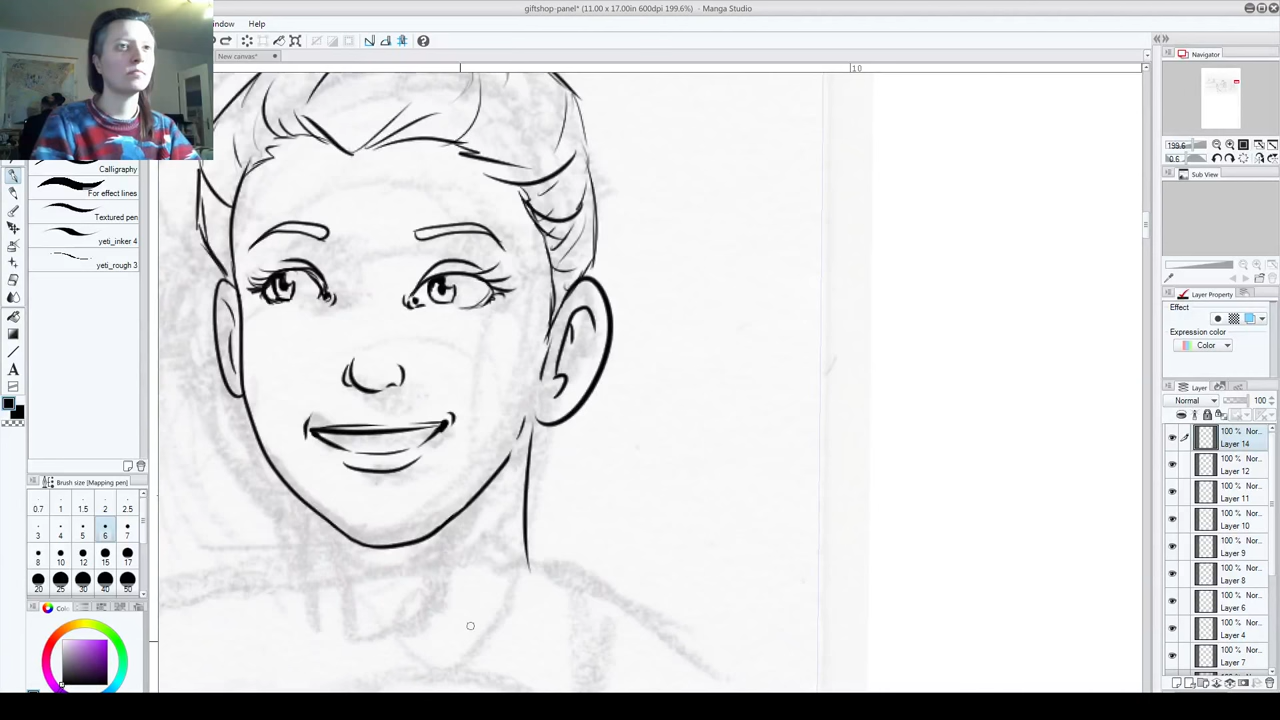 giftshop-panel* (11.00 x 17.00in 600dpi 199.6%) - Manga Studio
Window Help
New canvas*
10
Calligraphy
For effect lines
Textured pen
yeti_inker 4
yeti_rough 3
Brush size [Mapping pen]
0.7 1 1.5 2 2.5
3 4 5 6 7
8 10 12 15 17
20 25 30 40 50
Navigator
199.6
Sub View
Layer Property
Effect
Expression color
Color
Layer
Normal 100
100 % Nor...
Layer 14
100 % Nor...
Layer 12
100 % Nor...
Layer 11
100 % Nor...
Layer 10
100 % Nor...
Layer 9
100 % Nor...
Layer 8
100 % Nor...
Layer 6
100 % Nor...
Layer 4
100 % Nor...
Layer 7